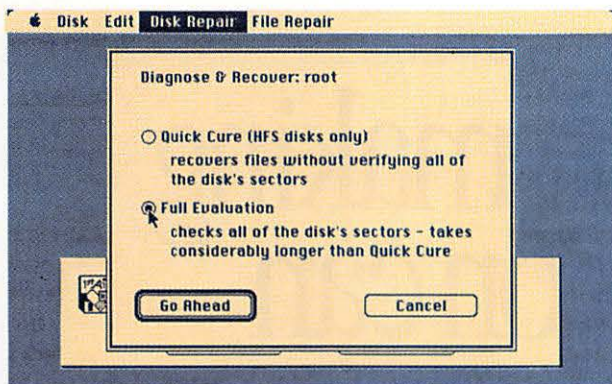 Disk Edit Disk Repair File Repair
Diagnose & Recover: root
Quick Cure (HFS disks only)
recovers files without verifying all of
the disk's sectors
Full Evaluation
checks all of the disk's sectors - takes
considerably longer than Quick Cure
Go Ahead Cancel